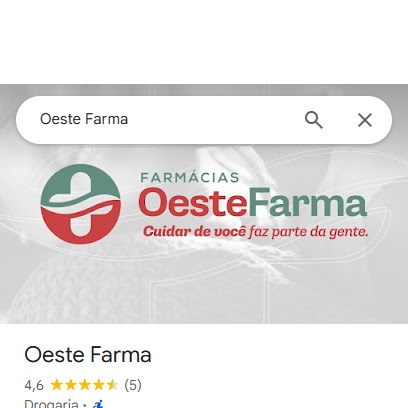 Oeste Farma
FARMÁCIAS
OesteFarma
Cuidar de você faz parte da gente.
Oeste Farma
4,6 (5)
Drogaria ·